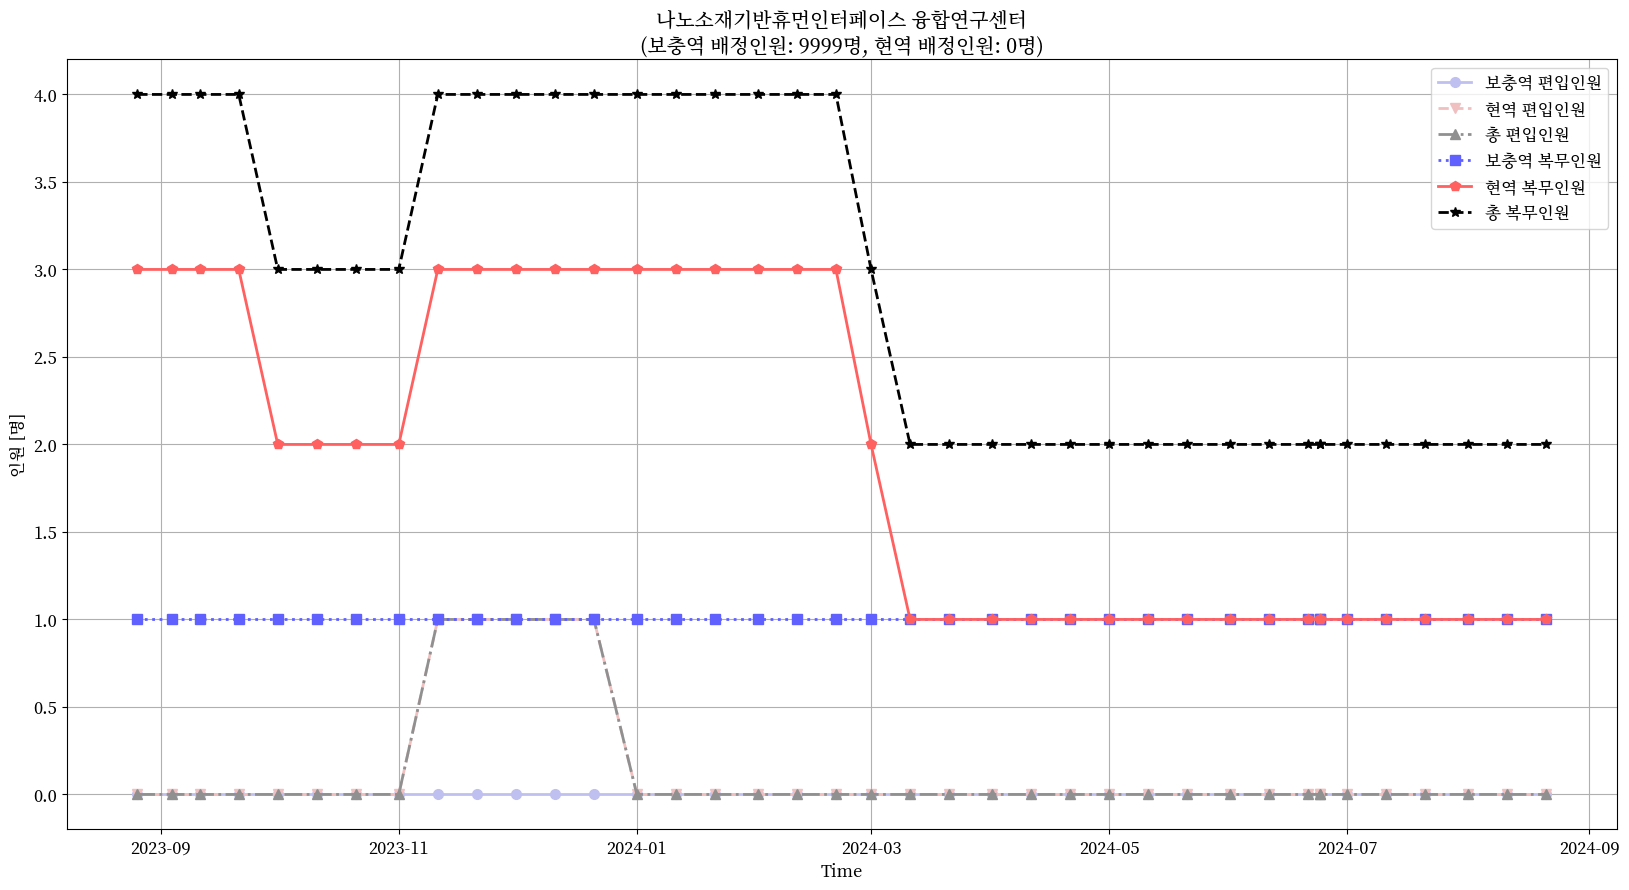 나노소재기반휴먼인터페이스 융합연구센터
(보충역 배정인원: 9999명, 현역 배정인원: 0명)
보충역 편입인원
현역 편입인원
총 편입인원
보충역 복무인원
현역 복무인원
총 복무인원
인원 [명]
4.0
3.5
3.0
2.5
2.0
1.5
1.0
0.5
0.0
2023-09
2023-11
2024-01
2024-03
2024-05
2024-07
2024-09
Time